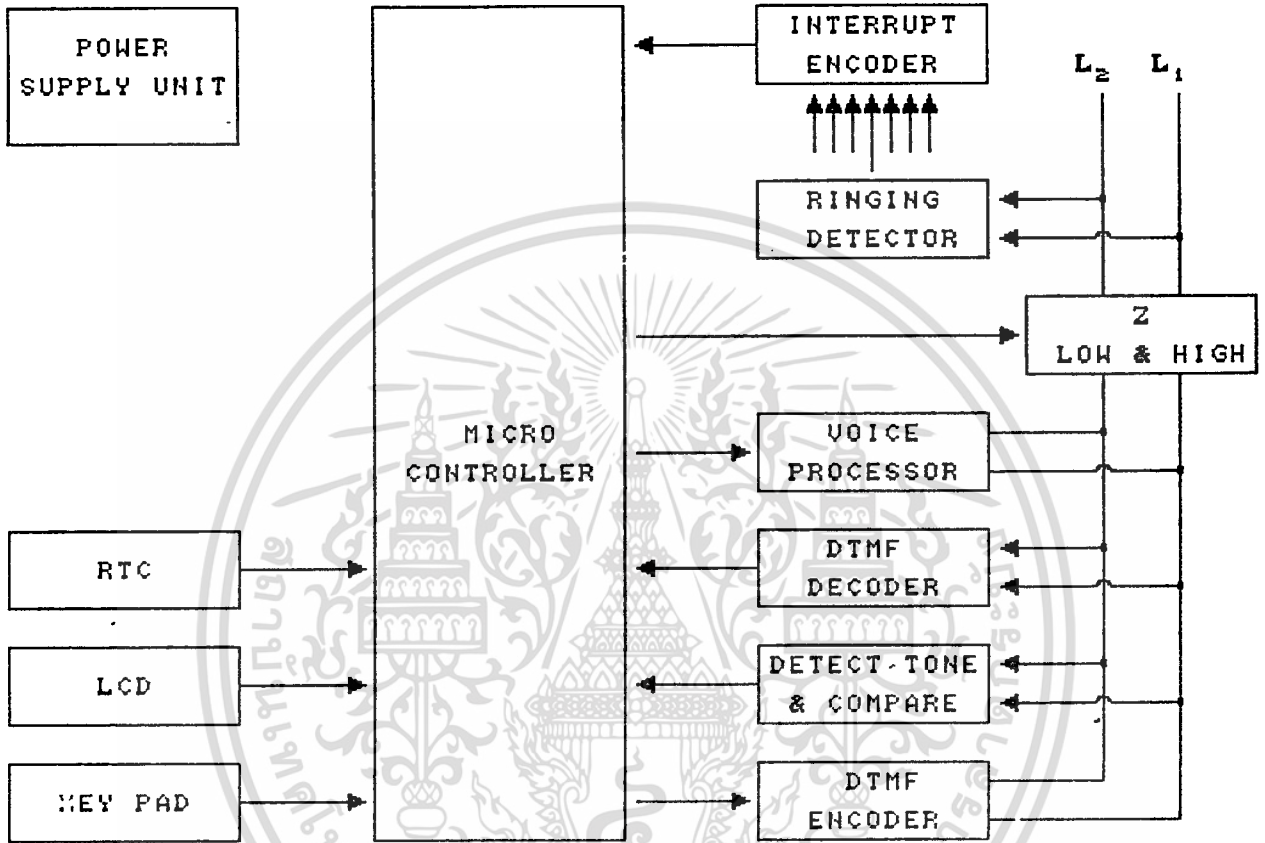 POWER
SUPPLY UNIT
INTERRUPT
ENCODER
L₂ L₁
RINGING
DETECTOR
Z
LOW & HIGH
MICRO
CONTROLLER
VOICE
PROCESSOR
DTMF
DECODER
RTC
DETECT-TONE
& COMPARE
LCD
KEY PAD
DTMF
ENCODER